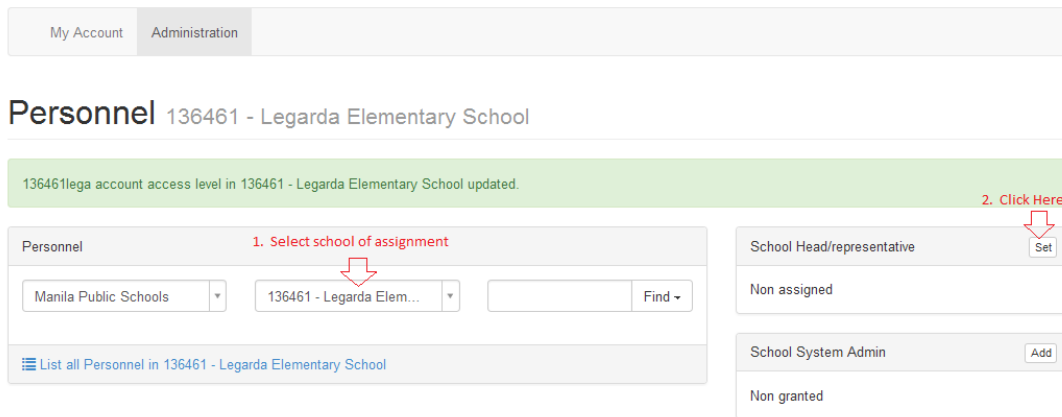 My Account Administration
Personnel 136461 - Legarda Elementary School
136461lega account access level in 136461 - Legarda Elementary School updated.
2. Click Here
Personnel
1. Select school of assignment
Manila Public Schools
136461 - Legarda Elem...
Find
List all Personnel in 136461 - Legarda Elementary School
School Head/representative
Set
Non assigned
School System Admin
Add
Non granted